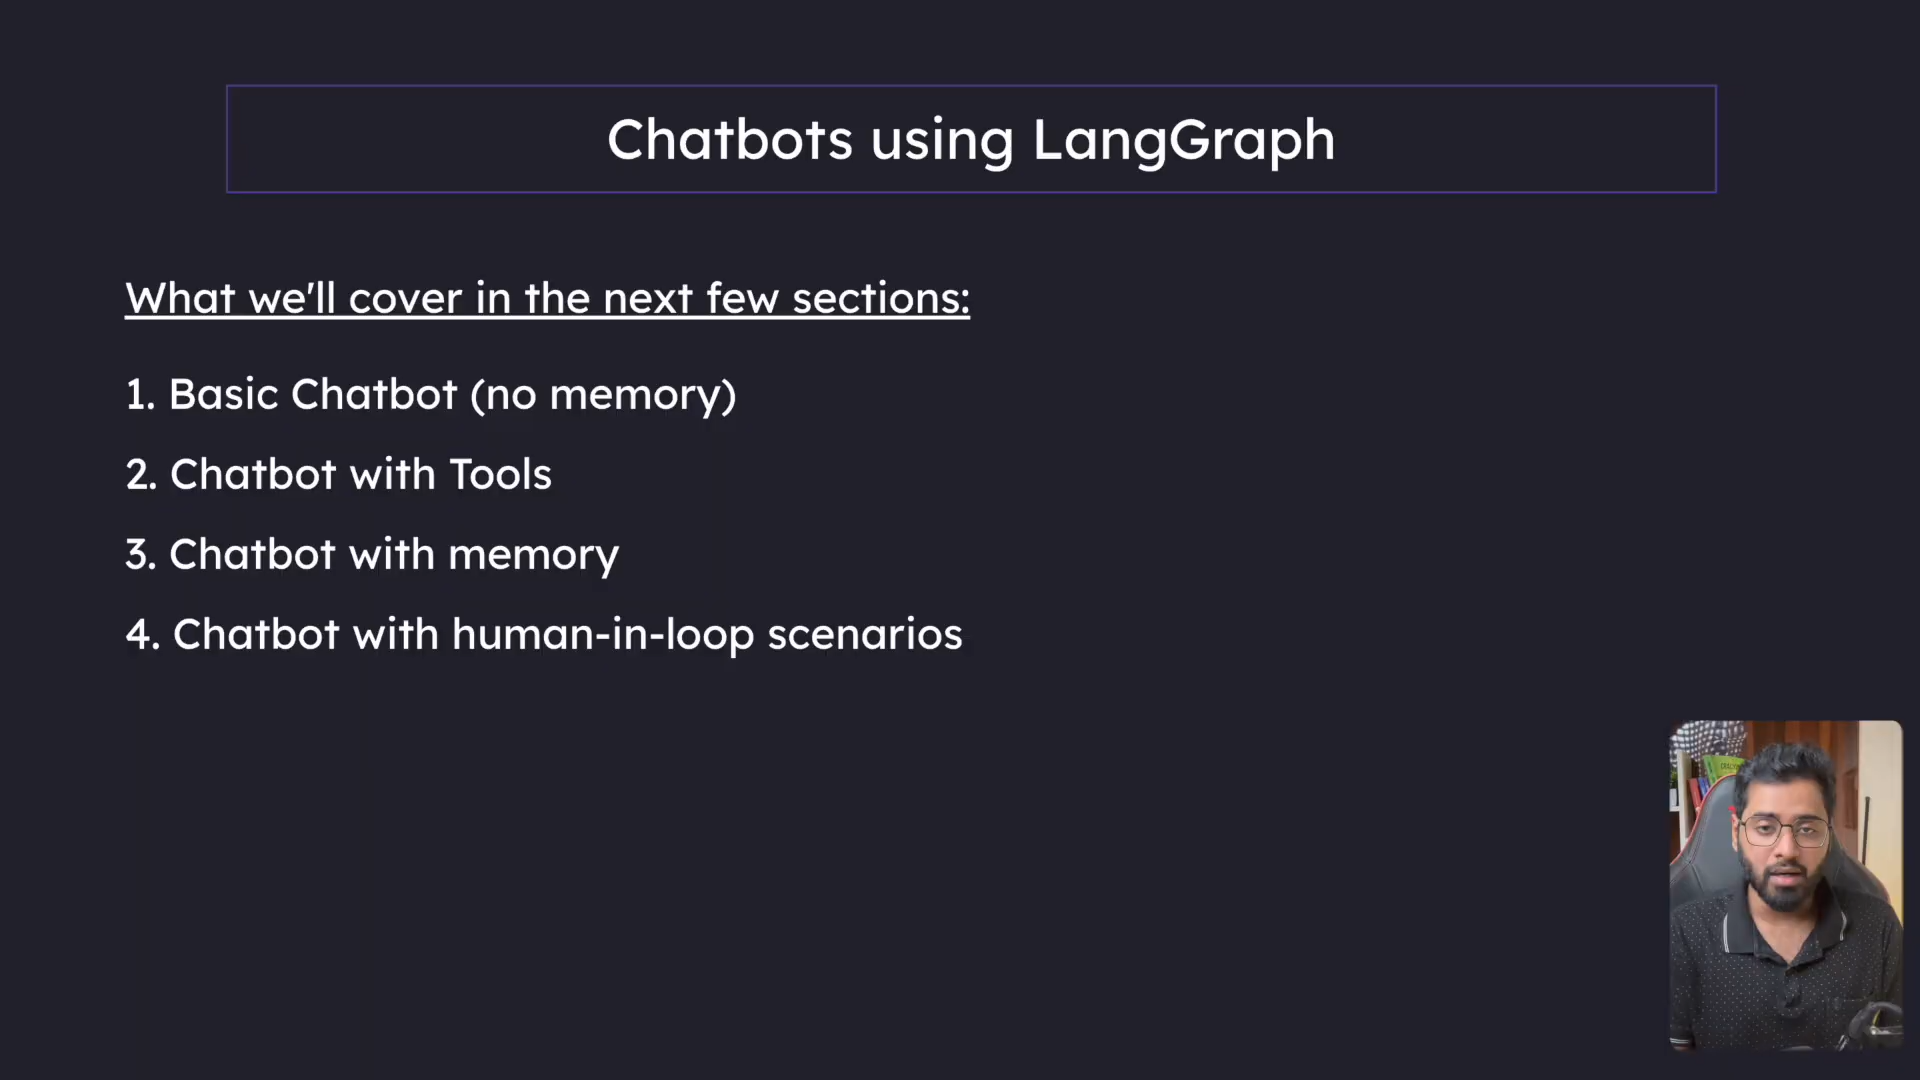 Chatbots using LangGraph
What we'll cover in the next few sections:
1. Basic Chatbot (no memory)
2. Chatbot with Tools
3. Chatbot with memory
4. Chatbot with human-in-loop scenarios